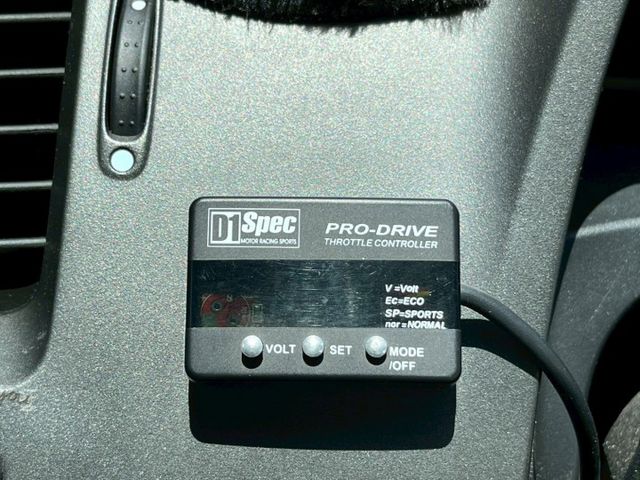 D1 Spec
MOTOR RACING SPORTS
PRO-DRIVE
THROTTLE CONTROLLER
V =Volt
Ec=ECO
SP=SPORTS
nor =NORMAL
VOLT
SET
MODE
/OFF